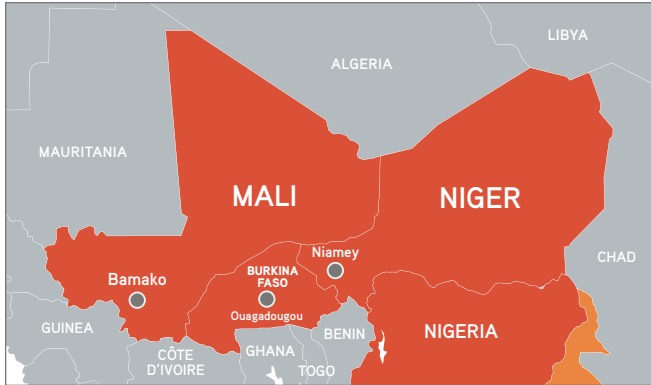 LIBYA
ALGERIA
MAURITANIA
MALI
NIGER
Niamey
CHAD
BURKINA
FASO
Bamako
Ouagadougou
GUINEA
BENIN
NIGERIA
GHANA
CÔTE
D'IVOIRE
TOGO